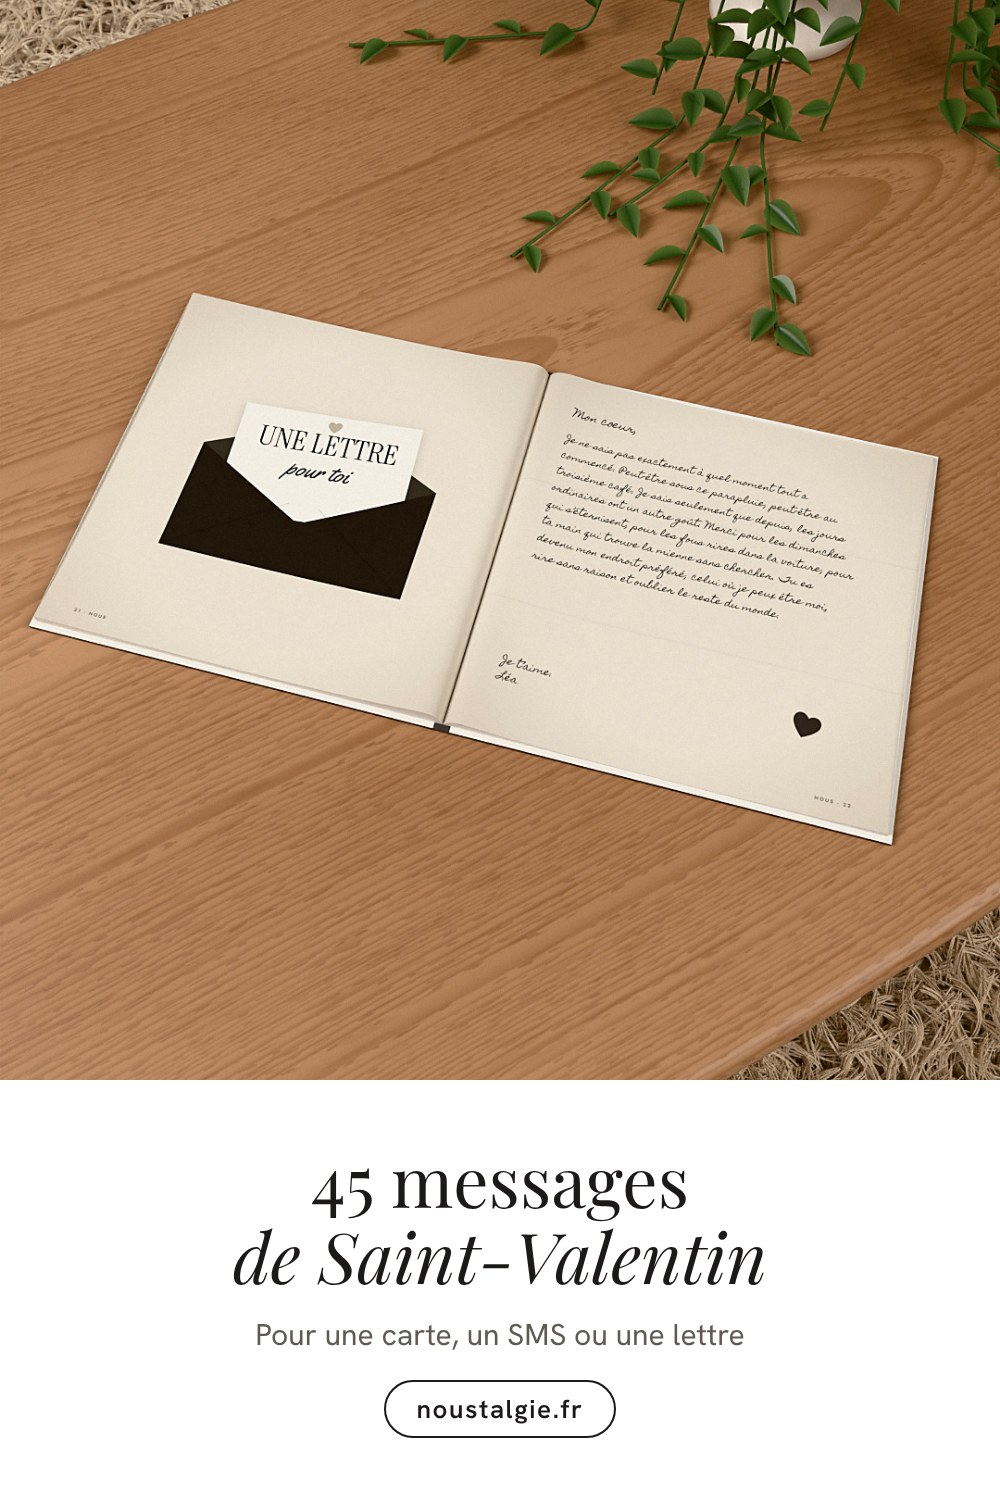 UNE LETTRE
pour toi
31 · NOUS
Mon coeur,
Je ne sais pas exactement à quel moment tout a
commencé. Peut-être sous ce parapluie, peut-être au
troisième café. Je sais seulement que depuis, les jours
ordinaires ont un autre goût. Merci pour les dimanches
qui s'éternisent, pour les fous rires dans la voiture, pour
ta main qui trouve la mienne sans chercher. Tu es
devenu mon endroit préféré, celui où je peux être moi,
rire sans raison et oublier le reste du monde.
Je t'aime,
Léa
NOUS · 32
45 messages
de Saint-Valentin
Pour une carte, un SMS ou une lettre
noustalgie.fr